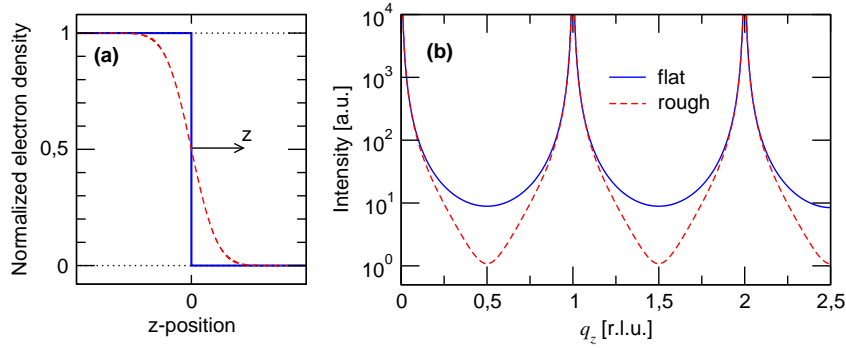 Normalized electron density
1
0,5
0
(a)
z
0
z-position
Intensity [a.u.]
10^4
10^3
10^2
10^1
10^0
(b)
flat
rough
0 0,5 1 1,5 2 2,5
q_z [r.l.u.]